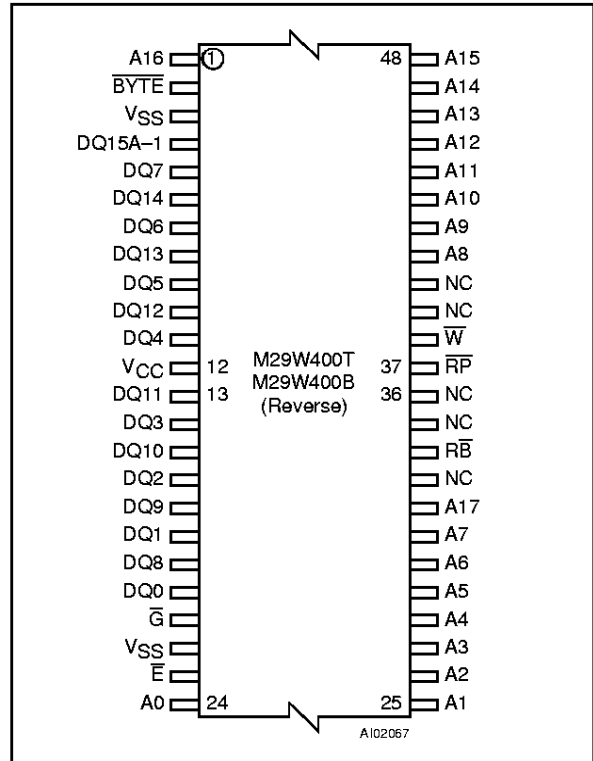 A16 1 48 A15
B̅Y̅T̅E̅ A14
VSS A13
DQ15A–1 A12
DQ7 A11
DQ14 A10
DQ6 A9
DQ13 A8
DQ5 NC
DQ12 NC
DQ4 W̅
VCC 12 M29W400T 37 R̅P̅
DQ11 13 M29W400B 36 NC
(Reverse)
DQ3 NC
DQ10 RB̅
DQ2 NC
DQ9 A17
DQ1 A7
DQ8 A6
DQ0 A5
G̅ A4
VSS A3
E̅ A2
A0 24 25 A1
AI02067